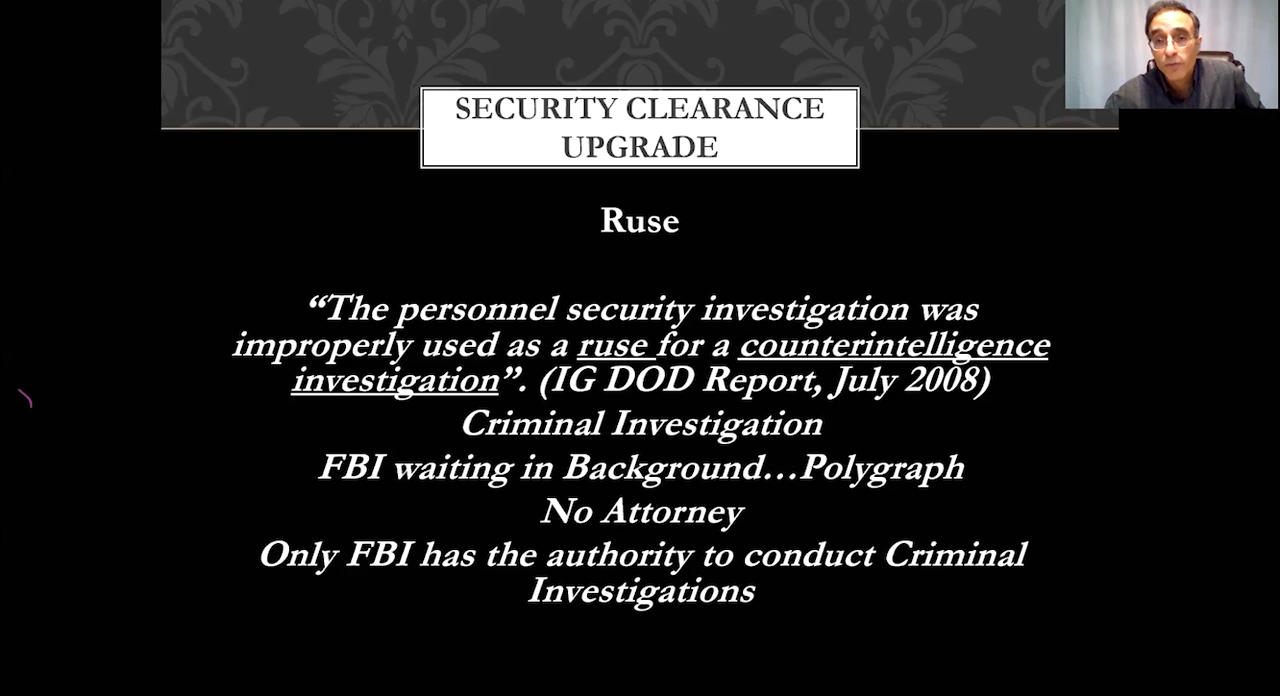 SECURITY CLEARANCE
UPGRADE
Ruse
“The personnel security investigation was
improperly used as a ruse for a counterintelligence
investigation”. (IG DOD Report, July 2008)
Criminal Investigation
FBI waiting in Background…Polygraph
No Attorney
Only FBI has the authority to conduct Criminal
Investigations